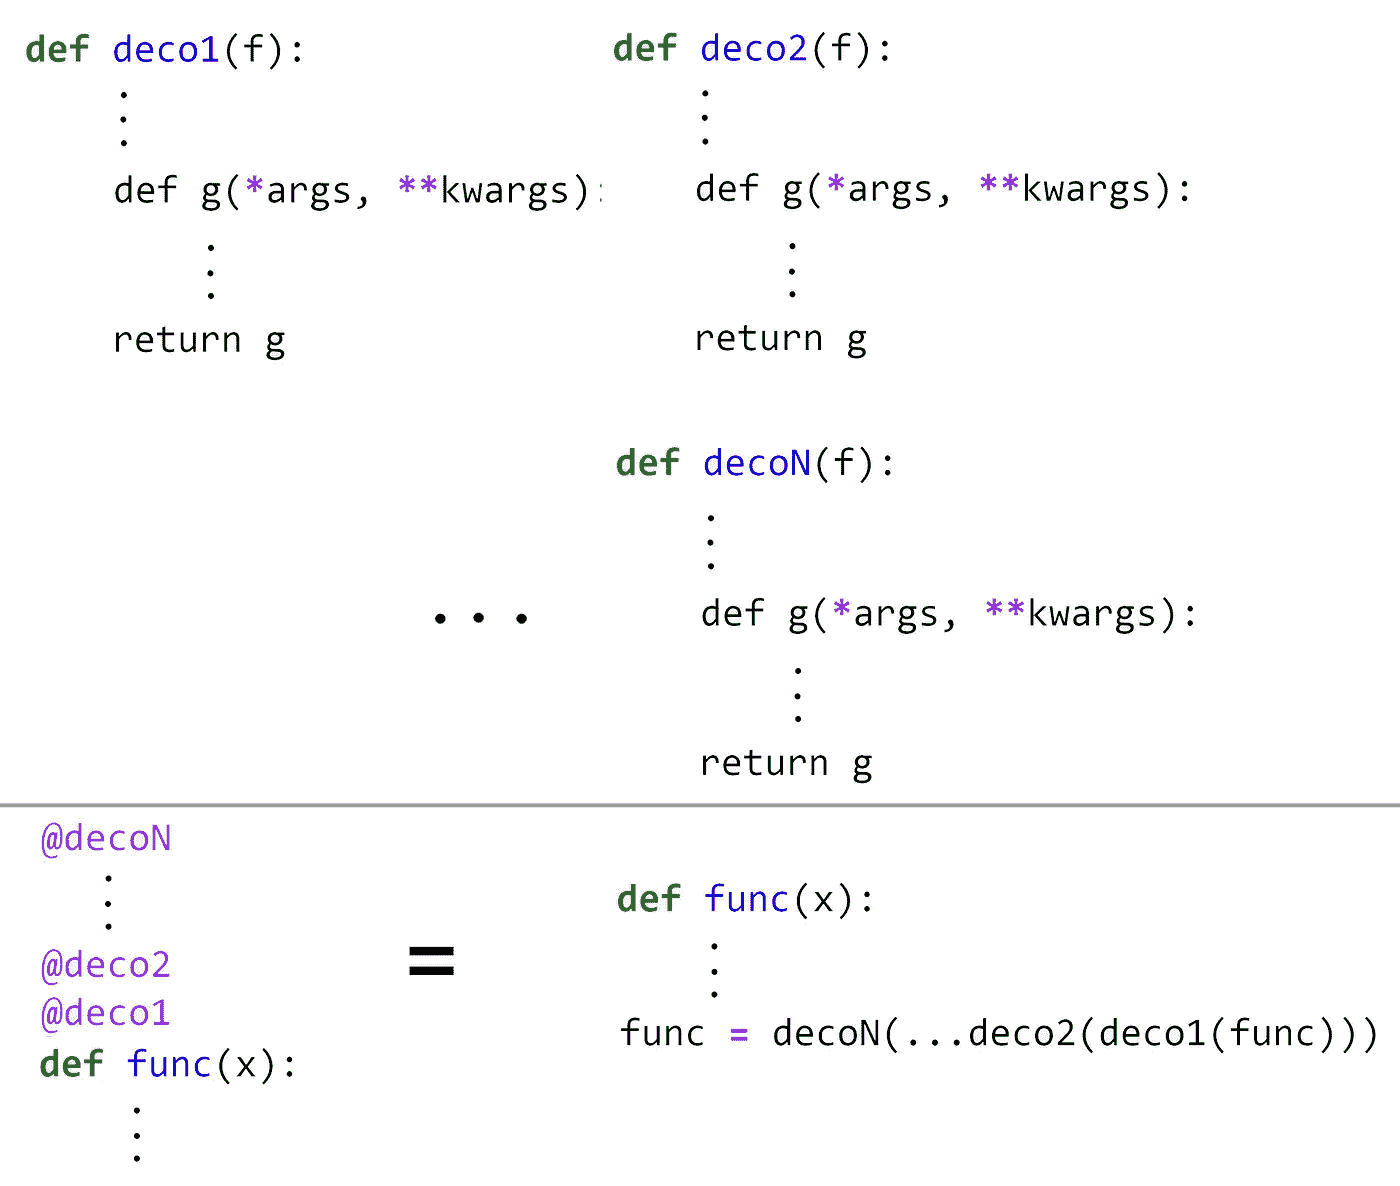 def deco1(f):
.
.
.
def g(*args, **kwargs):
.
.
.
return g
def deco2(f):
.
.
.
def g(*args, **kwargs):
.
.
.
return g
...
def decoN(f):
.
.
.
def g(*args, **kwargs):
.
.
.
return g
@decoN
.
.
.
@deco2
@deco1
def func(x):
.
.
.
=
def func(x):
.
.
.
func = decoN(...deco2(deco1(func)))